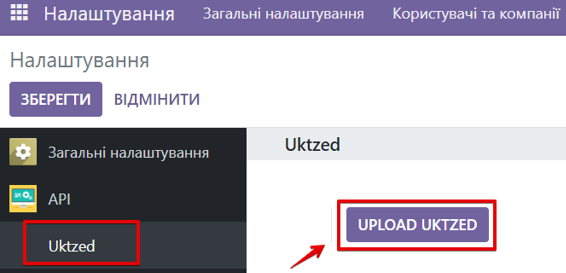 Налаштування Загальні налаштування Користувачі та компанії
Налаштування
ЗБЕРЕГТИ ВІДМІНИТИ
Загальні налаштування
API
Uktzed
Uktzed
UPLOAD UKTZED